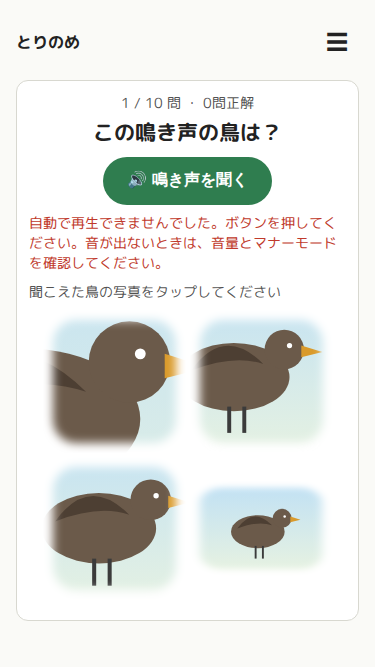 とりのめ
1 / 10 問 ・ 0問正解
この鳴き声の鳥は？
🔊 鳴き声を聞く
自動で再生できませんでした。ボタンを押してく
ださい。音が出ないときは、音量とマナーモード
を確認してください。
聞こえた鳥の写真をタップしてください